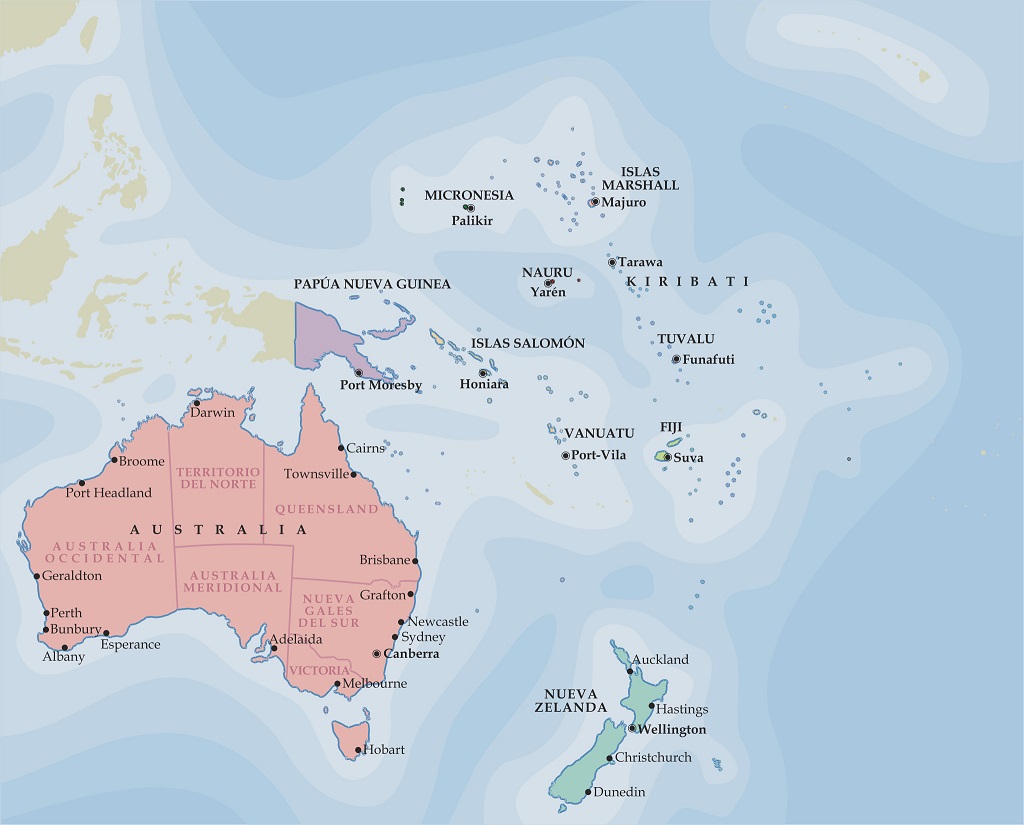 ISLAS
MARSHALL
MICRONESIA
Majuro
Palikir
Tarawa
NAURU
KIRIBATI
PAPÚA NUEVA GUINEA
Yarén
TUVALU
ISLAS SALOMÓN
Funafuti
Port Moresby
Honiara
Darwin
FIJI
VANUATU
Cairns
Port-Vila
Suva
Broome
TERRITORIO
DEL NORTE
Townsville
Port Headland
QUEENSLAND
AUSTRALIA
AUSTRALIA
OCCIDENTAL
Brisbane
Geraldton
AUSTRALIA
MERIDIONAL
Grafton
NUEVA
GALES
DEL SUR
Perth
Newcastle
Bunbury
Sydney
Adelaida
Esperance
Canberra
Albany
Auckland
VICTORIA
Melbourne
NUEVA
ZELANDA
Hastings
Wellington
Hobart
Christchurch
Dunedin